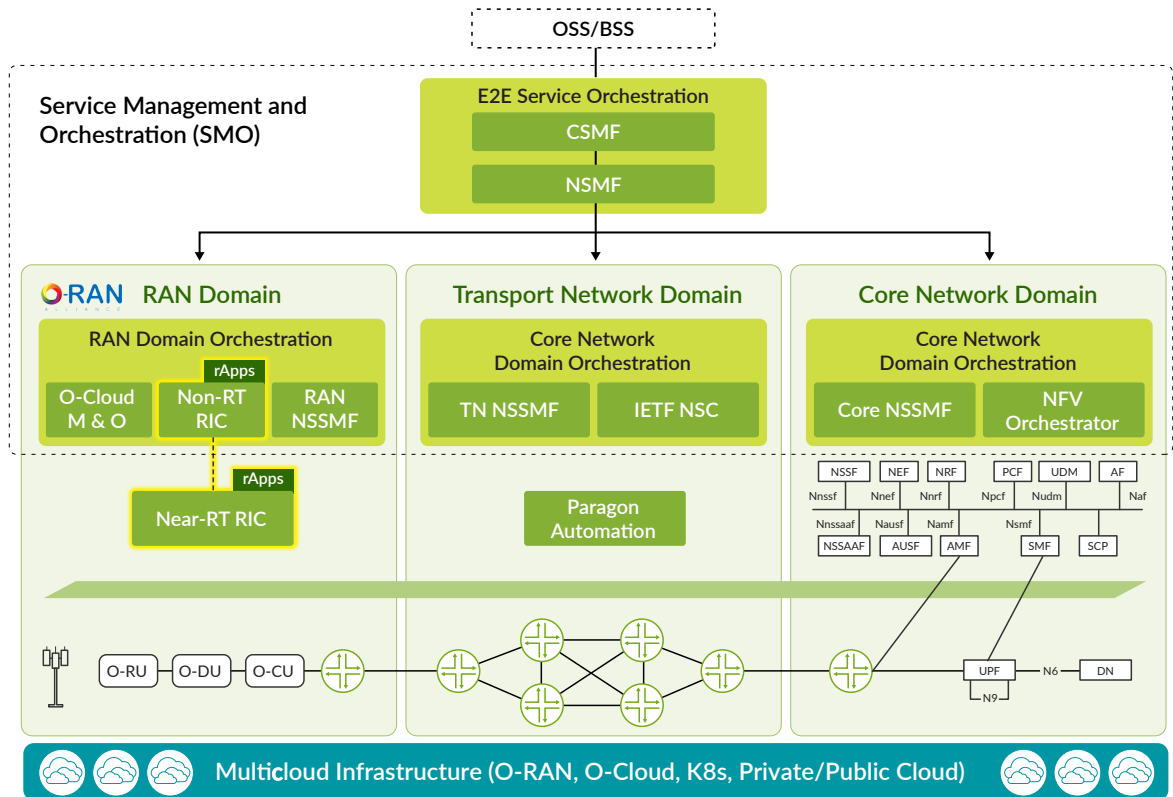 OSS/BSS
Service Management and
Orchestration (SMO)
E2E Service Orchestration
CSMF
NSMF
O-RAN
ALLIANCE
RAN Domain
RAN Domain Orchestration
rApps
O-Cloud
M & O
Non-RT
RIC
RAN
NSSMF
rApps
Near-RT RIC
Transport Network Domain
Core Network
Domain Orchestration
TN NSSMF
IETF NSC
Paragon
Automation
Core Network Domain
Core Network
Domain Orchestration
Core NSSMF
NFV
Orchestrator
NSSF NEF NRF PCF UDM AF
Nnssf Nnef Nnrf Npcf Nudm Naf
Nnssaaf Nausf Namf Nsmf
NSSAAF AUSF AMF SMF SCP
O-RU O-DU O-CU
UPF N6 DN
N9
Multicloud Infrastructure (O-RAN, O-Cloud, K8s, Private/Public Cloud)